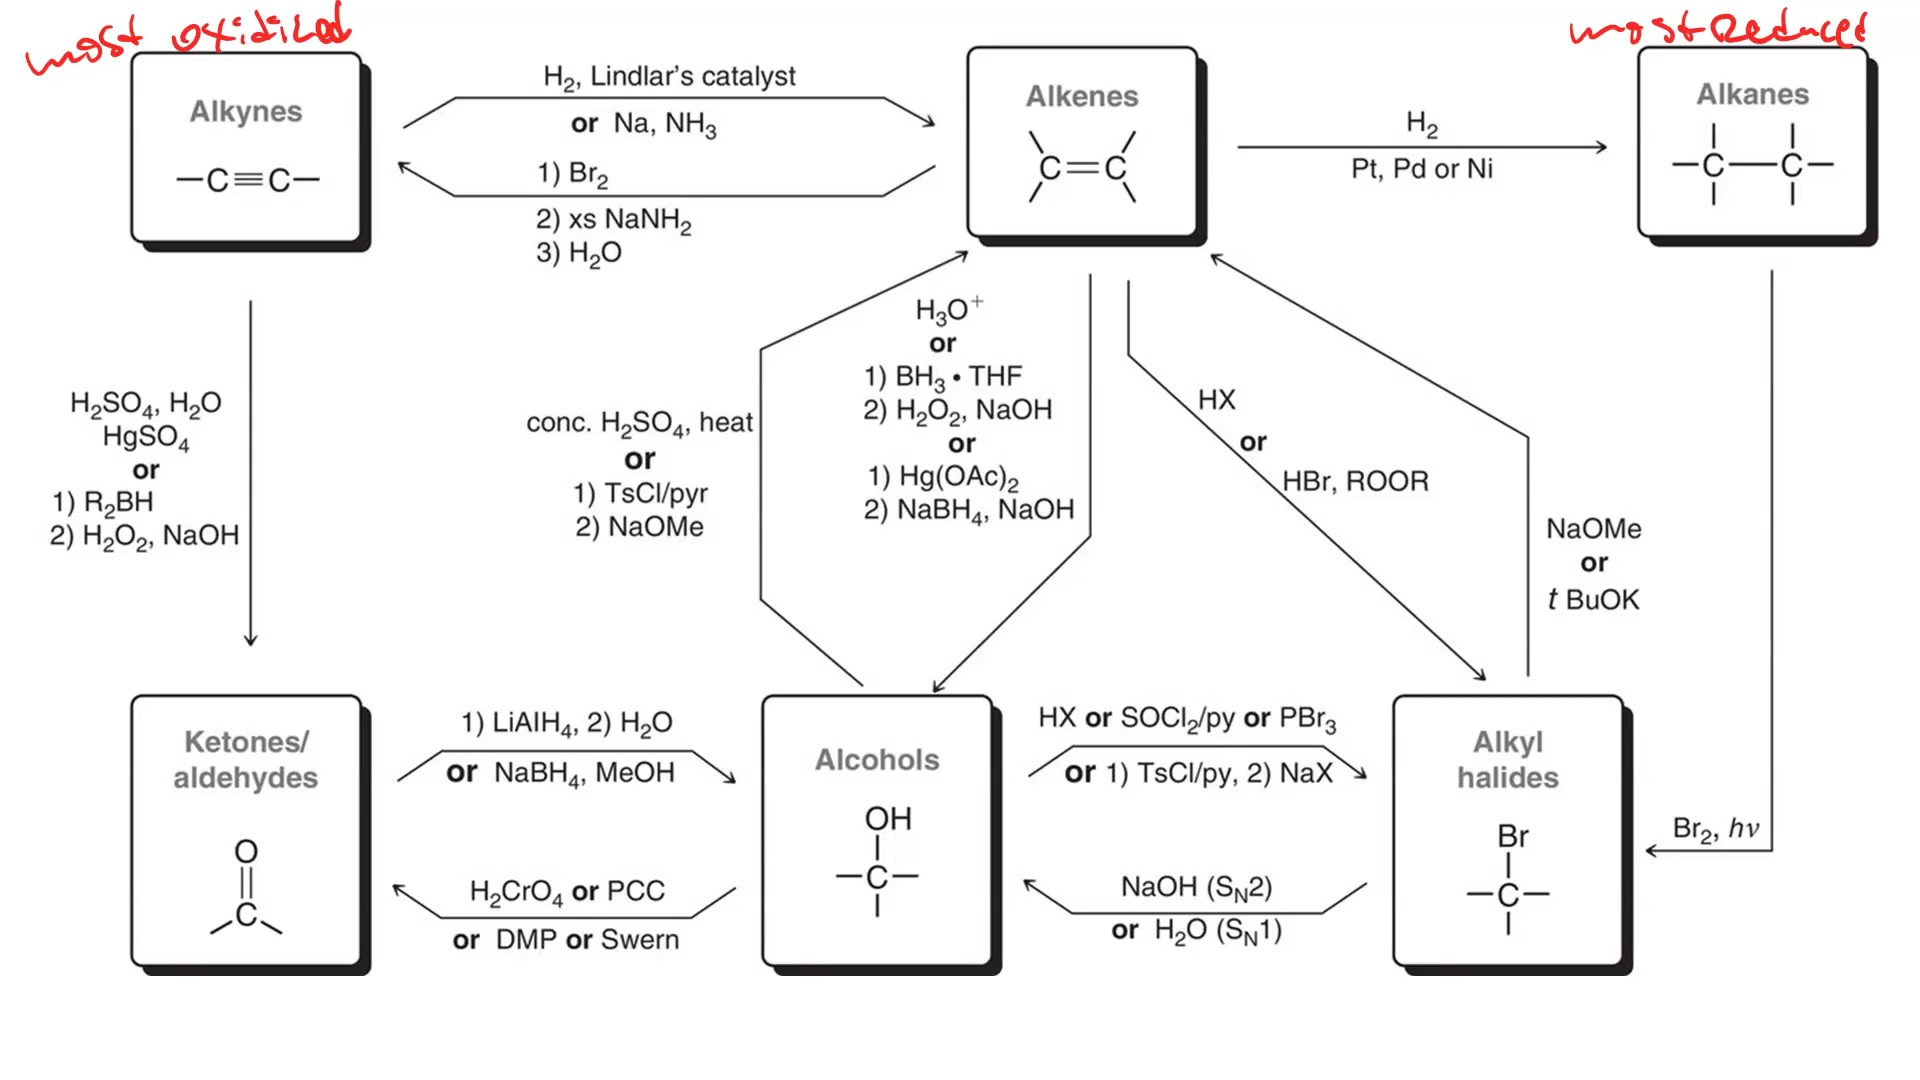 most oxidized
most Reduced
Alkynes
—C≡C—
H₂, Lindlar's catalyst
or Na, NH₃
1) Br₂
2) xs NaNH₂
3) H₂O
Alkenes
C=C
H₂
Pt, Pd or Ni
Alkanes
C—C
H₂SO₄, H₂O
HgSO₄
or
1) R₂BH
2) H₂O₂, NaOH
conc. H₂SO₄, heat
or
1) TsCl/pyr
2) NaOMe
H₃O⁺
or
1) BH₃ • THF
2) H₂O₂, NaOH
or
1) Hg(OAc)₂
2) NaBH₄, NaOH
HX
or
HBr, ROOR
NaOMe
or
t BuOK
Ketones/
aldehydes
O
C
1) LiAlH₄, 2) H₂O
or NaBH₄, MeOH
H₂CrO₄ or PCC
or DMP or Swern
Alcohols
OH
C
HX or SOCl₂/py or PBr₃
or 1) TsCl/py, 2) NaX
NaOH (SN2)
or H₂O (SN1)
Alkyl
halides
Br
C
Br₂, hν